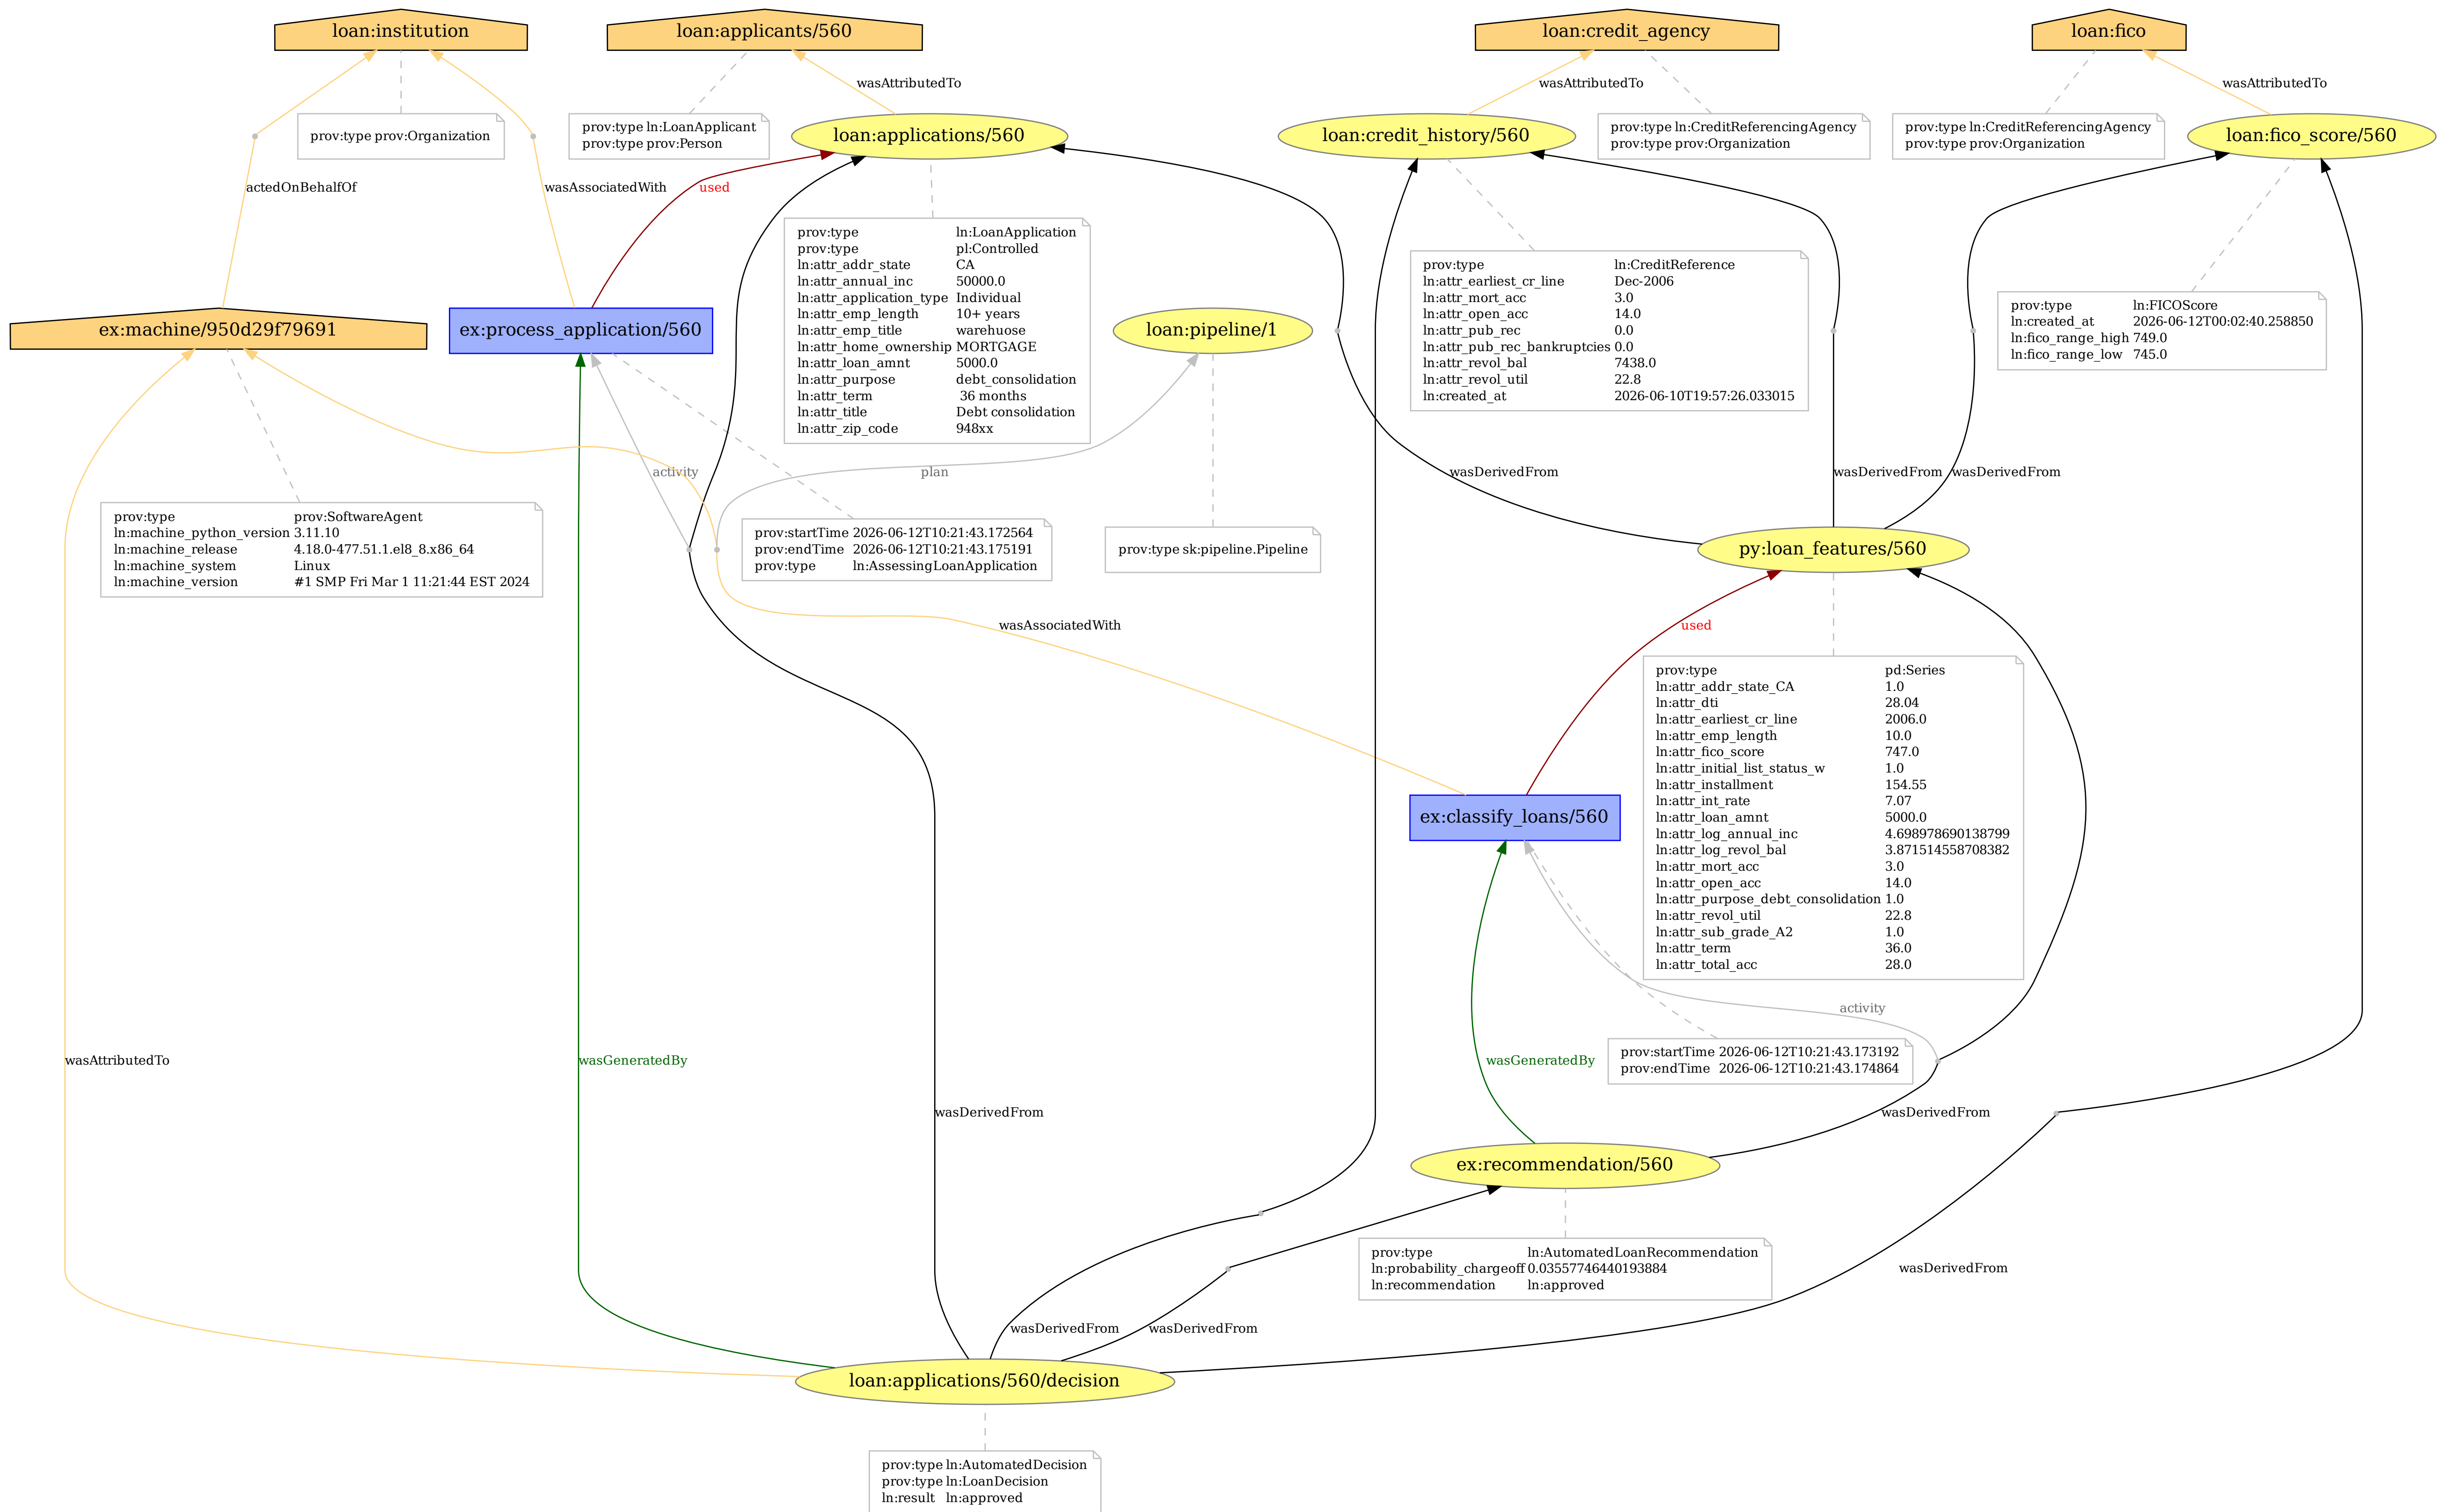 loan:institution
loan:applicants/560
loan:credit_agency
loan:fico
wasAttributedTo
wasAttributedTo
wasAttributedTo
prov:type prov:Organization
prov:type ln:LoanApplicant
prov:type prov:Person
loan:applications/560
loan:credit_history/560
prov:type ln:CreditReferencingAgency
prov:type prov:Organization
prov:type ln:CreditReferencingAgency
prov:type prov:Organization
loan:fico_score/560
actedOnBehalfOf
wasAssociatedWith
used
ex:machine/950d29f79691
ex:process_application/560
prov:type ln:LoanApplication
prov:type pl:Controlled
ln:attr_addr_state CA
ln:attr_annual_inc 50000.0
ln:attr_application_type Individual
ln:attr_emp_length 10+ years
ln:attr_emp_title warehuose
ln:attr_home_ownership MORTGAGE
ln:attr_loan_amnt 5000.0
ln:attr_purpose debt_consolidation
ln:attr_term 36 months
ln:attr_title Debt consolidation
ln:attr_zip_code 948xx
loan:pipeline/1
prov:type ln:CreditReference
ln:attr_earliest_cr_line Dec-2006
ln:attr_mort_acc 3.0
ln:attr_open_acc 14.0
ln:attr_pub_rec 0.0
ln:attr_pub_rec_bankruptcies 0.0
ln:attr_revol_bal 7438.0
ln:attr_revol_util 22.8
ln:created_at 2026-06-10T19:57:26.033015
prov:type ln:FICOScore
ln:created_at 2026-06-12T00:02:40.258850
ln:fico_range_high 749.0
ln:fico_range_low 745.0
activity
plan
wasDerivedFrom
wasDerivedFrom
wasDerivedFrom
prov:type prov:SoftwareAgent
ln:machine_python_version 3.11.10
ln:machine_release 4.18.0-477.51.1.el8_8.x86_64
ln:machine_system Linux
ln:machine_version #1 SMP Fri Mar 1 11:21:44 EST 2024
prov:startTime 2026-06-12T10:21:43.172564
prov:endTime 2026-06-12T10:21:43.175191
prov:type ln:AssessingLoanApplication
prov:type sk:pipeline.Pipeline
py:loan_features/560
wasAssociatedWith
used
prov:type pd:Series
ln:attr_addr_state_CA 1.0
ln:attr_dti 28.04
ln:attr_earliest_cr_line 2006.0
ln:attr_emp_length 10.0
ln:attr_fico_score 747.0
ln:attr_initial_list_status_w 1.0
ln:attr_installment 154.55
ln:attr_int_rate 7.07
ln:attr_loan_amnt 5000.0
ln:attr_log_annual_inc 4.698978690138799
ln:attr_log_revol_bal 3.871514558708382
ln:attr_mort_acc 3.0
ln:attr_open_acc 14.0
ln:attr_purpose_debt_consolidation 1.0
ln:attr_revol_util 22.8
ln:attr_sub_grade_A2 1.0
ln:attr_term 36.0
ln:attr_total_acc 28.0
ex:classify_loans/560
activity
wasAttributedTo
wasGeneratedBy
wasGeneratedBy
prov:startTime 2026-06-12T10:21:43.173192
prov:endTime 2026-06-12T10:21:43.174864
wasDerivedFrom
wasDerivedFrom
ex:recommendation/560
prov:type ln:AutomatedLoanRecommendation
ln:probability_chargeoff 0.03557746440193884
ln:recommendation ln:approved
wasDerivedFrom
wasDerivedFrom
wasDerivedFrom
loan:applications/560/decision
prov:type ln:AutomatedDecision
prov:type ln:LoanDecision
ln:result ln:approved